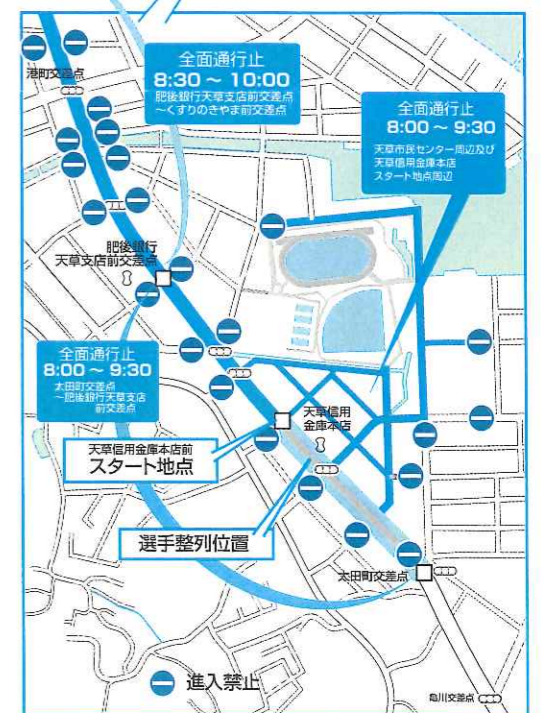 全面通行止
8:30～10:00
肥後銀行天草支店前交差点
～くすりのきやま前交差点
港町交差点
全面通行止
8:00～9:30
天草市民センター周辺及び
天草信用金庫本店
スタート地点周辺
肥後銀行
天草支店前交差点
全面通行止
8:00～9:30
太田町交差点
～肥後銀行天草支店
前交差点
天草信用
金庫本店
天草信用金庫本店前
スタート地点
選手整列位置
太田町交差点
進入禁止
亀川交差点